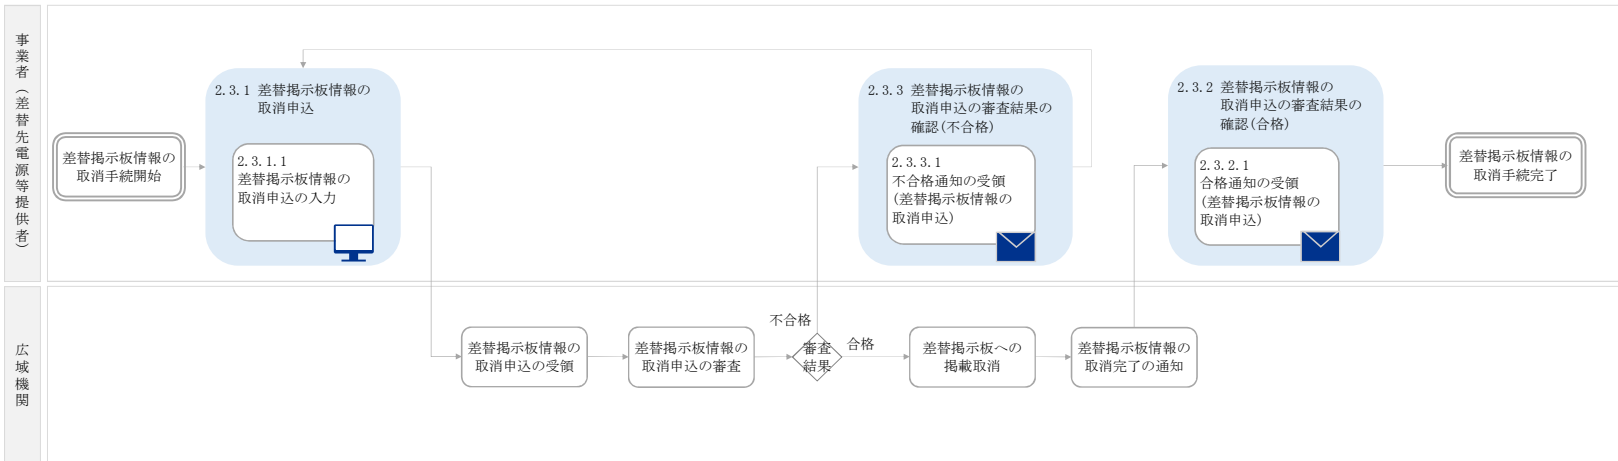 事業者（差替先電源等提供者）
差替掲示板情報の
取消手続開始
2.3.1 差替掲示板情報の
取消申込
2.3.1.1
差替掲示板情報の
取消申込の入力
2.3.3 差替掲示板情報の
取消申込の審査結果の
確認(不合格)
2.3.3.1
不合格通知の受領
(差替掲示板情報の
取消申込)
2.3.2 差替掲示板情報の
取消申込の審査結果の
確認(合格)
2.3.2.1
合格通知の受領
(差替掲示板情報の
取消申込)
差替掲示板情報の
取消手続完了
広域機関
差替掲示板情報の
取消申込の受領
差替掲示板情報の
取消申込の審査
不合格
審査
結果
合格
差替掲示板への
掲載取消
差替掲示板情報の
取消完了の通知